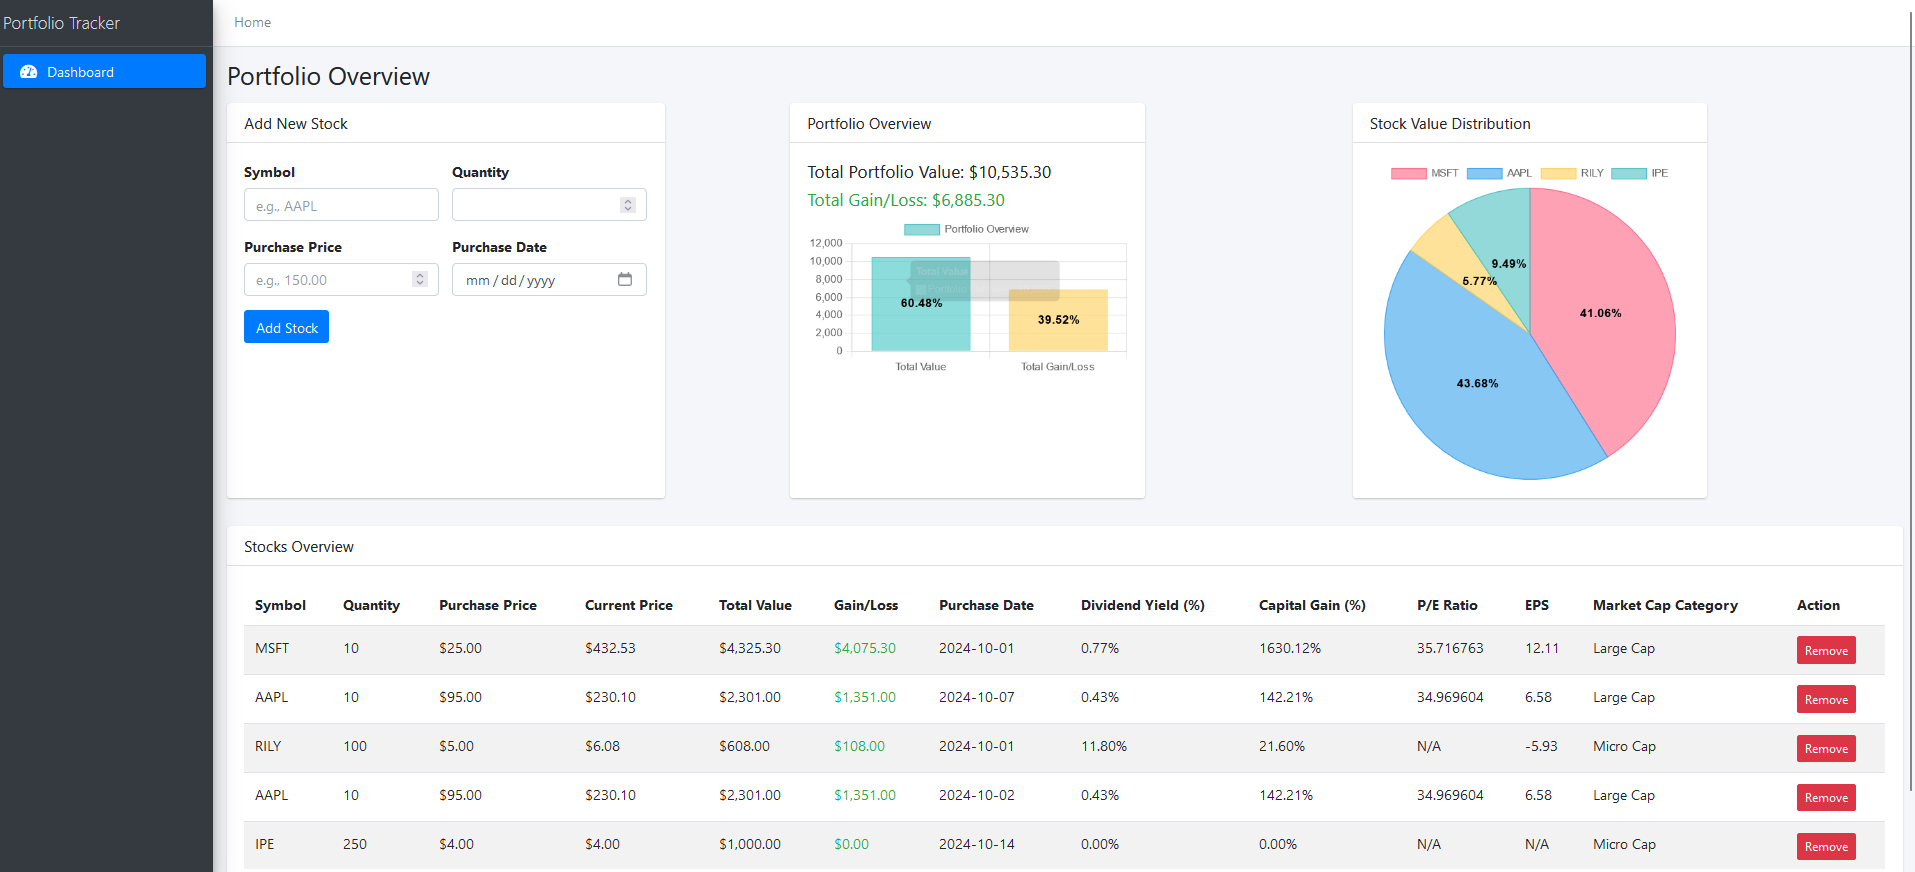 Portfolio Tracker
Home
Dashboard
Portfolio Overview
Add New Stock
Symbol Quantity
e.g., AAPL
Purchase Price Purchase Date
e.g., 150.00 mm/dd/yyyy
Add Stock
Portfolio Overview
Total Portfolio Value: $10,535.30
Total Gain/Loss: $6,885.30
Portfolio Overview
12,000
10,000
8,000
6,000
4,000
2,000
0
Total Value
60.48%
39.52%
Total Value Total Gain/Loss
Stock Value Distribution
MSFT AAPL RILY IPE
9.49%
5.77%
41.06%
43.68%
Stocks Overview
Symbol Quantity Purchase Price Current Price Total Value Gain/Loss Purchase Date Dividend Yield (%) Capital Gain (%) P/E Ratio EPS Market Cap Category Action
MSFT 10 $25.00 $432.53 $4,325.30 $4,075.30 2024-10-01 0.77% 1630.12% 35.716763 12.11 Large Cap Remove
AAPL 10 $95.00 $230.10 $2,301.00 $1,351.00 2024-10-07 0.43% 142.21% 34.969604 6.58 Large Cap Remove
RILY 100 $5.00 $6.08 $608.00 $108.00 2024-10-01 11.80% 21.60% N/A -5.93 Micro Cap Remove
AAPL 10 $95.00 $230.10 $2,301.00 $1,351.00 2024-10-02 0.43% 142.21% 34.969604 6.58 Large Cap Remove
IPE 250 $4.00 $4.00 $1,000.00 $0.00 2024-10-14 0.00% 0.00% N/A N/A Micro Cap Remove